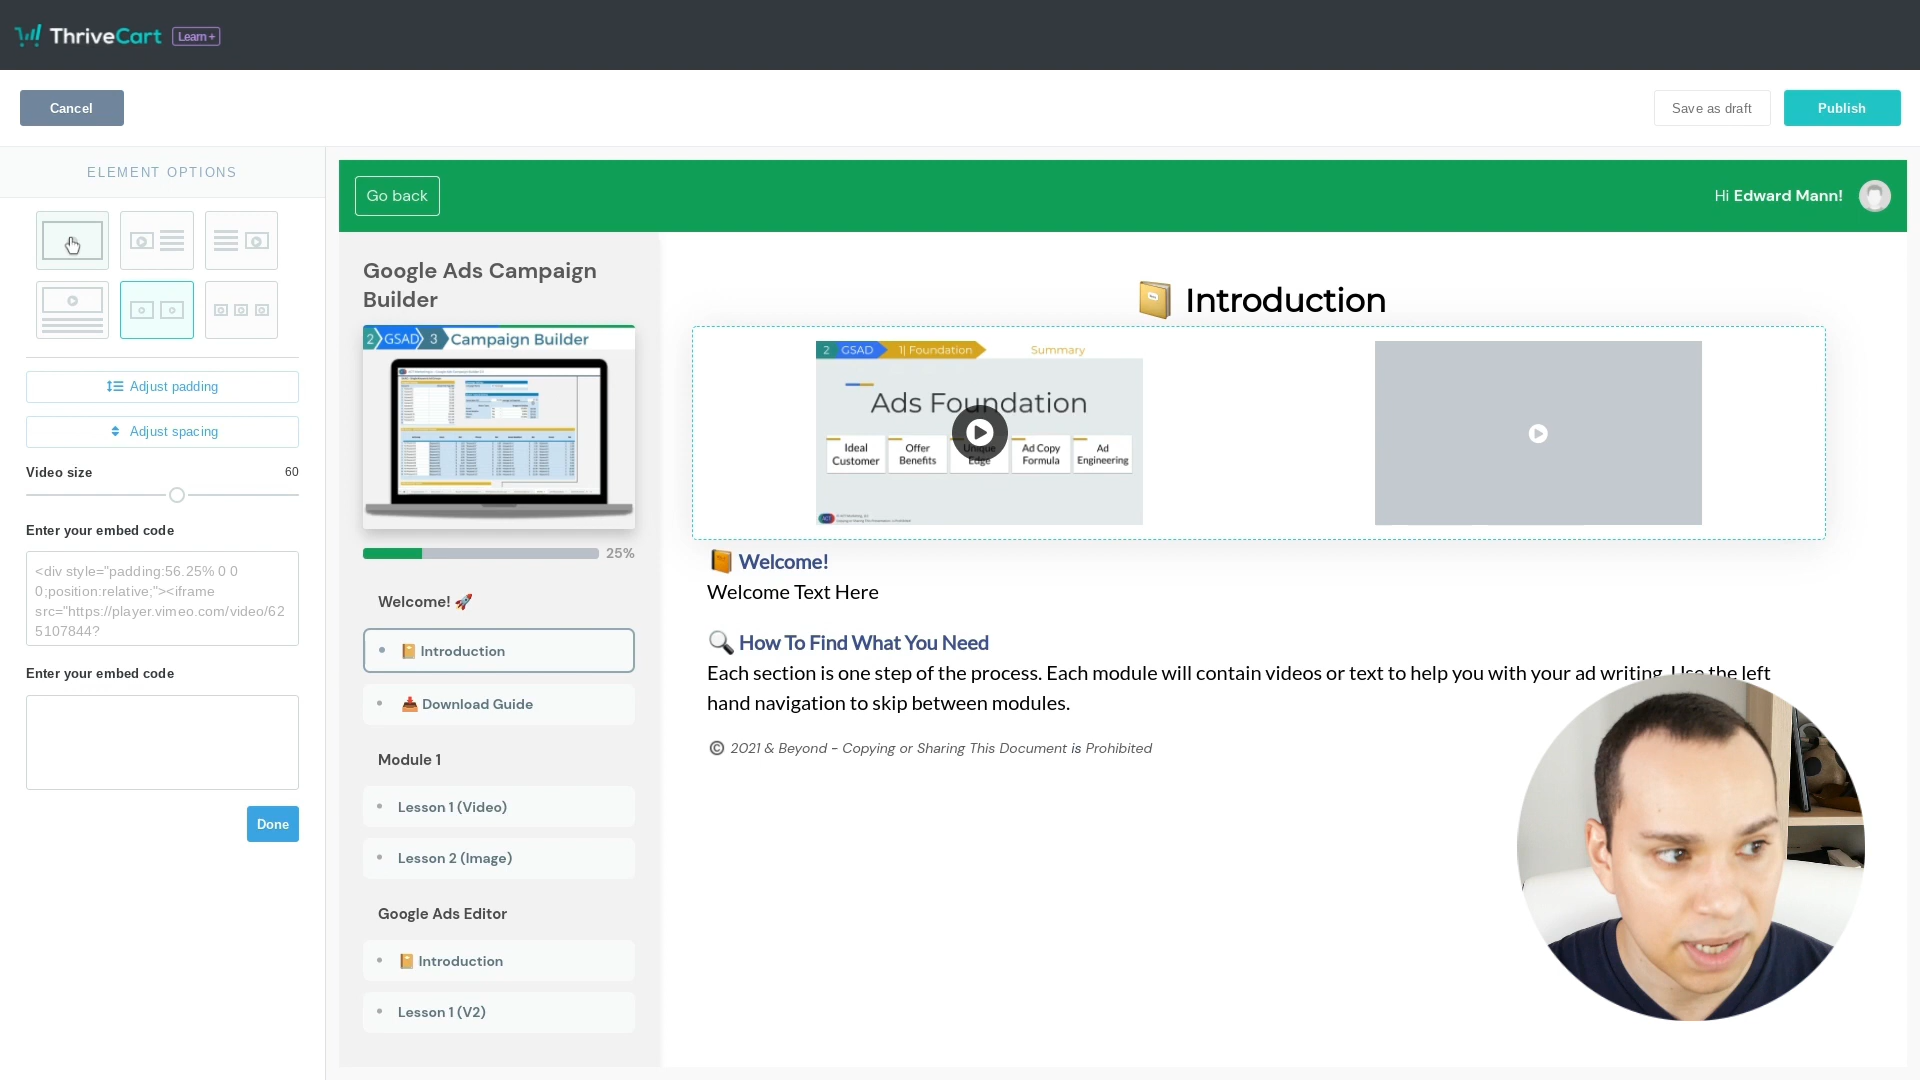 ThriveCart Learn +
Cancel
Save as draft
Publish
ELEMENT OPTIONS
Adjust padding
Adjust spacing
Video size 60
Enter your embed code
<div style="padding:56.25% 0 0
0;position:relative;"><iframe
src="https://player.vimeo.com/video/62
5107844?
Enter your embed code
Done
Go back
Hi Edward Mann!
Google Ads Campaign
Builder
2 GSAD 3 Campaign Builder
25%
Welcome! 🚀
📔 Introduction
📥 Download Guide
Module 1
Lesson 1 (Video)
Lesson 2 (Image)
Google Ads Editor
📔 Introduction
Lesson 1 (V2)
📔 Introduction
2 GSAD 1| Foundation Summary
Ads Foundation
Ideal
Customer
Offer
Benefits
Unique
Edge
Ad Copy
Formula
Ad
Engineering
📙 Welcome!
Welcome Text Here
🔍 How To Find What You Need
Each section is one step of the process. Each module will contain videos or text to help you with your ad writing. Use the left
hand navigation to skip between modules.
© 2021 & Beyond - Copying or Sharing This Document is Prohibited